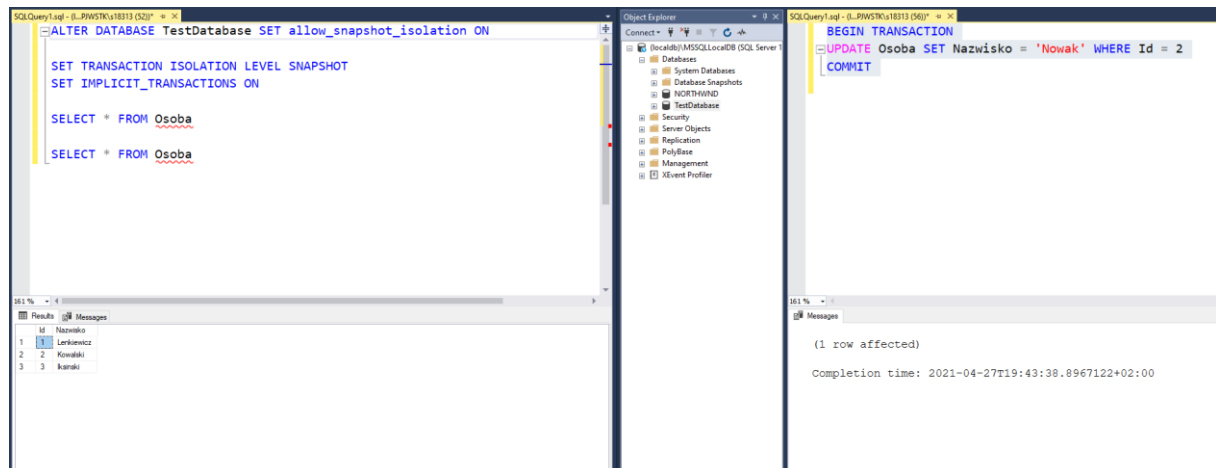 SQLQuery1.sql - (l...PJWSTK\s18313 (52))*
ALTER DATABASE TestDatabase SET allow_snapshot_isolation ON
SET TRANSACTION ISOLATION LEVEL SNAPSHOT
SET IMPLICIT_TRANSACTIONS ON
SELECT * FROM Osoba
SELECT * FROM Osoba
161 %
Results Messages
Id Nazwisko
1 1 Lenkiewicz
2 2 Kowalski
3 3 Iksinski
Object Explorer
Connect
(localdb)\MSSQLLocalDB (SQL Server 1
Databases
System Databases
Database Snapshots
NORTHWND
TestDatabase
Security
Server Objects
Replication
PolyBase
Management
XEvent Profiler
SQLQuery1.sql - (l...PJWSTK\s18313 (56))*
BEGIN TRANSACTION
UPDATE Osoba SET Nazwisko = 'Nowak' WHERE Id = 2
COMMIT
161 %
Messages
(1 row affected)
Completion time: 2021-04-27T19:43:38.8967122+02:00